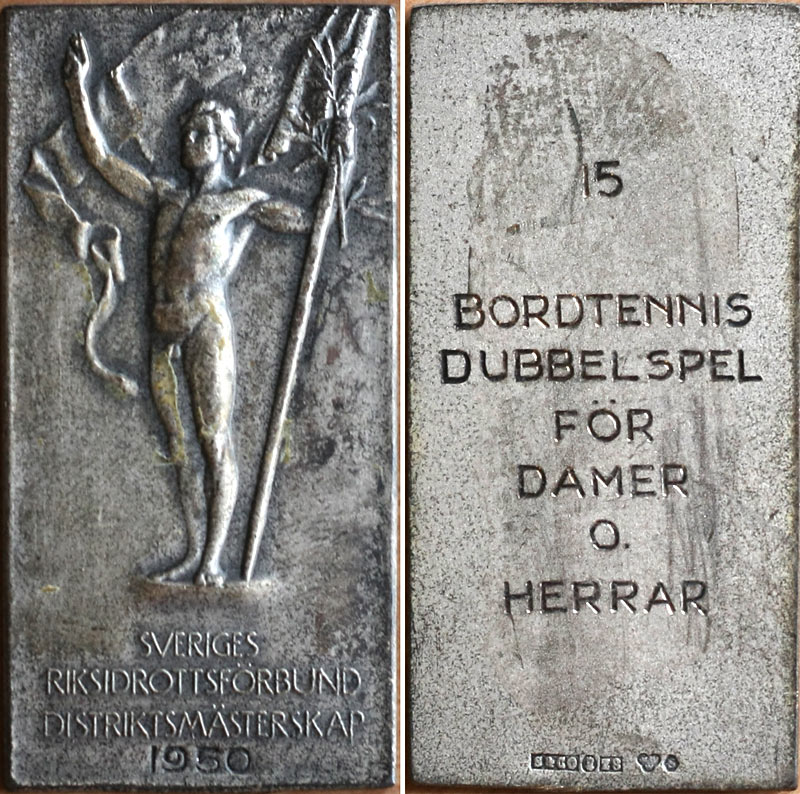 SVERIGES
RIKSIDROTTSFÖRBUND
DISTRIKTSMÄSTERSKAP
1950
15
BORDTENNIS
DUBBELSPEL
FÖR
DAMER
O.
HERRAR